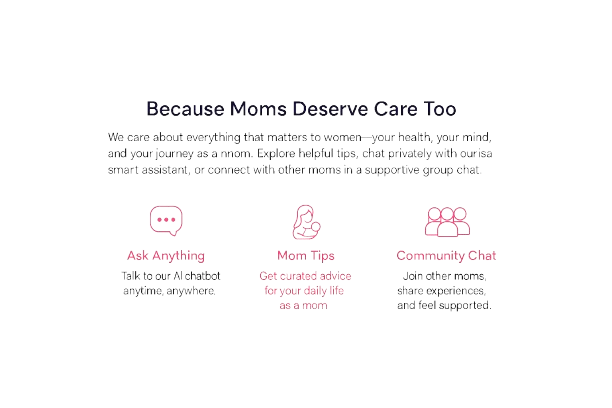 Because Moms Deserve Care Too
We care about everything that matters to women—your health, your mind,
and your journey as a nnom. Explore helpful tips, chat privately with ourisa
smart assistant, or connect with other moms in a supportive group chat.
Ask Anything
Talk to our AI chatbot
anytime, anywhere.
Mom Tips
Get curated advice
for your daily life
as a mom
Community Chat
Join other moms,
share experiences,
and feel supported.